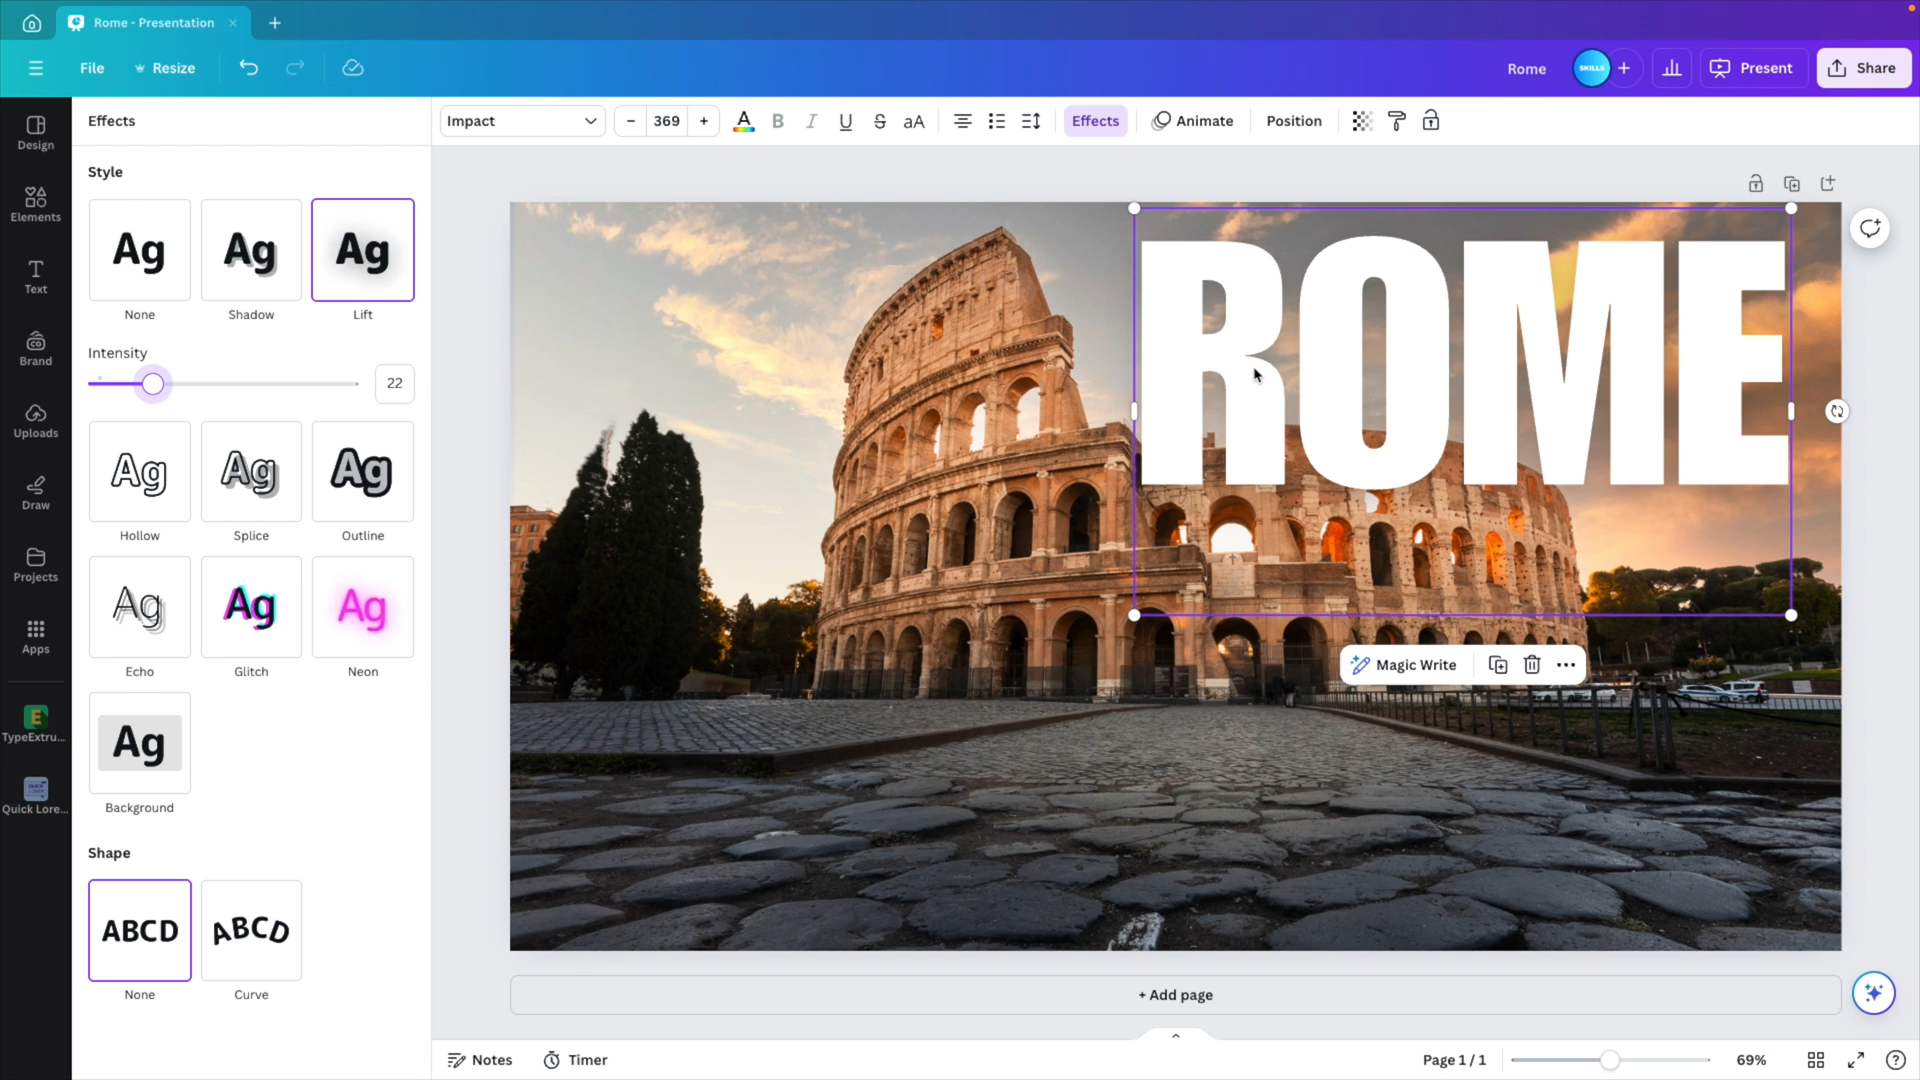 Rome - Presentation
File
Resize
Rome
SKILLS
Present
Share
Design
Elements
Text
Brand
Uploads
Draw
Projects
Apps
E
TypeExtru...
Quick Lore...
Effects
Style
Ag
Ag
Ag
None
Shadow
Lift
Intensity
22
Ag
Ag
Ag
Hollow
Splice
Outline
Ag
Ag
Ag
Echo
Glitch
Neon
Ag
Background
Shape
ABCD
ABCD
None
Curve
Impact
- 369 +
A
B
I
U
S
aA
Effects
Animate
Position
ROME
Magic Write
+ Add page
Notes
Timer
Page 1 / 1
69%
?